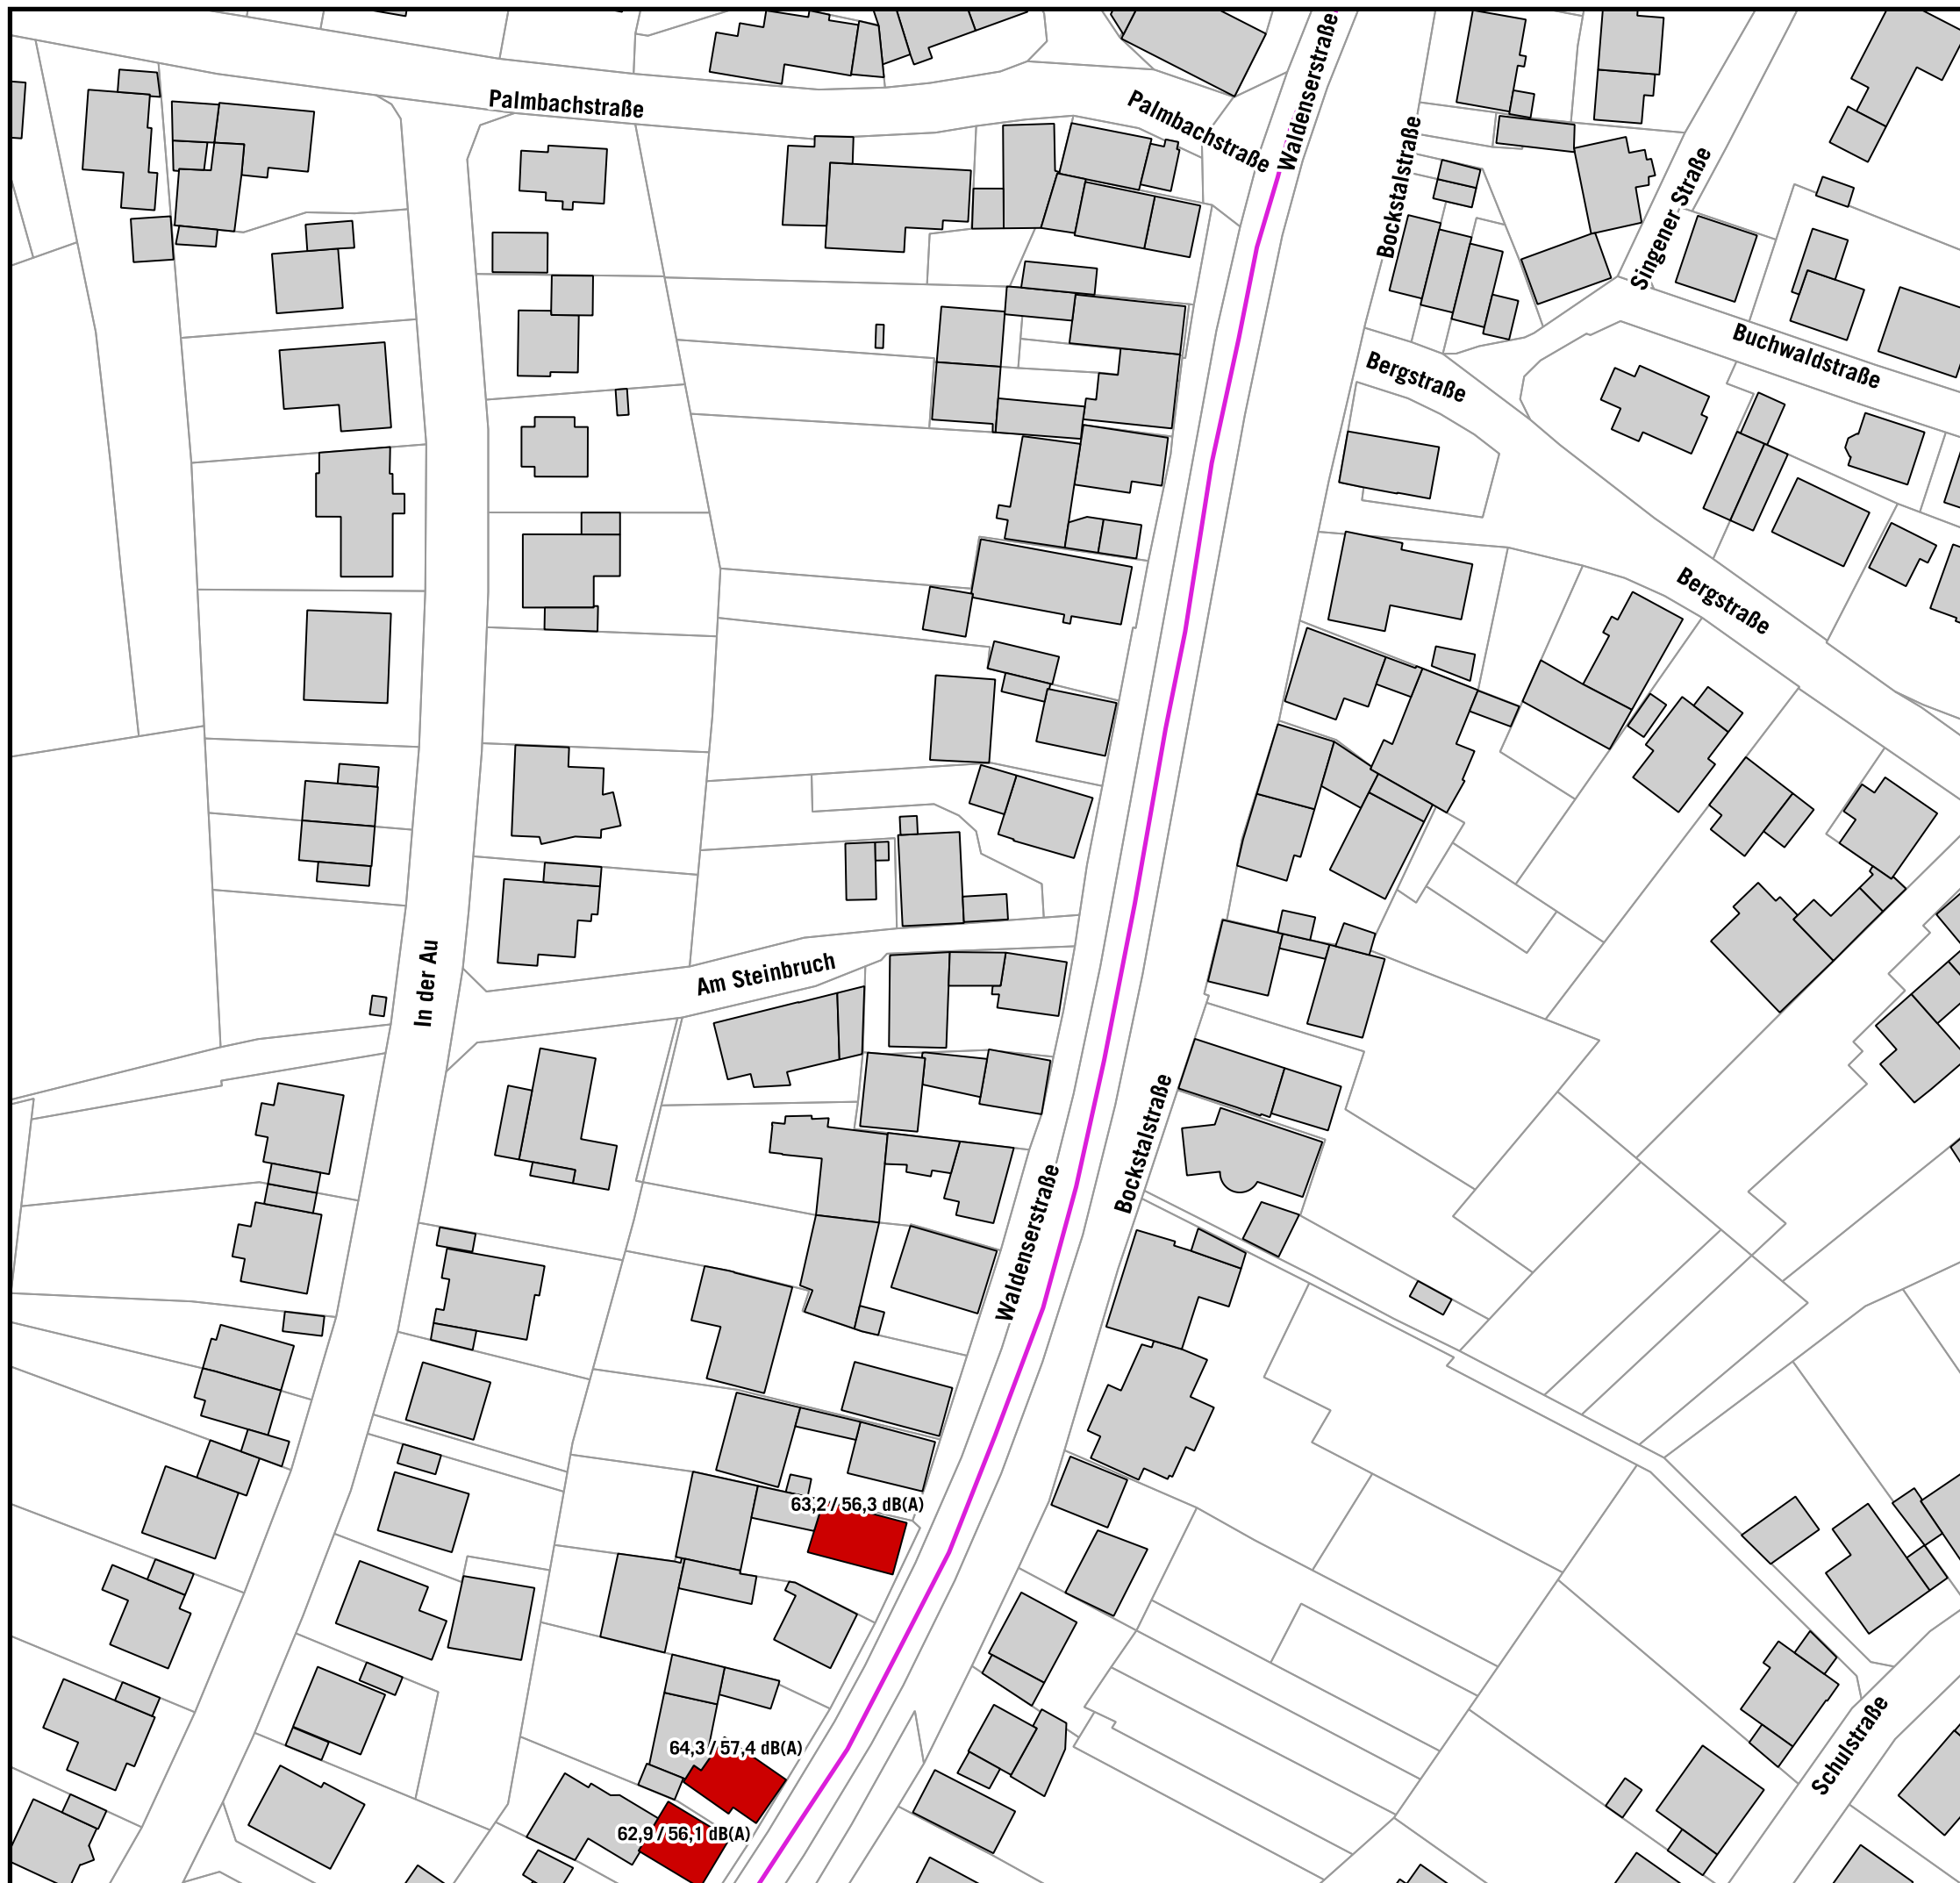 Palmbachstraße
Palmbachstraße
Waldenserstraße
Bockstalstraße
Singener Straße
Buchwaldstraße
Bergstraße
Bergstraße
In der Au
Am Steinbruch
Bockstalstraße
Waldenserstraße
63,2 / 56,3 dB(A)
64,3 / 57,4 dB(A)
62,9 / 56,1 dB(A)
Schulstraße